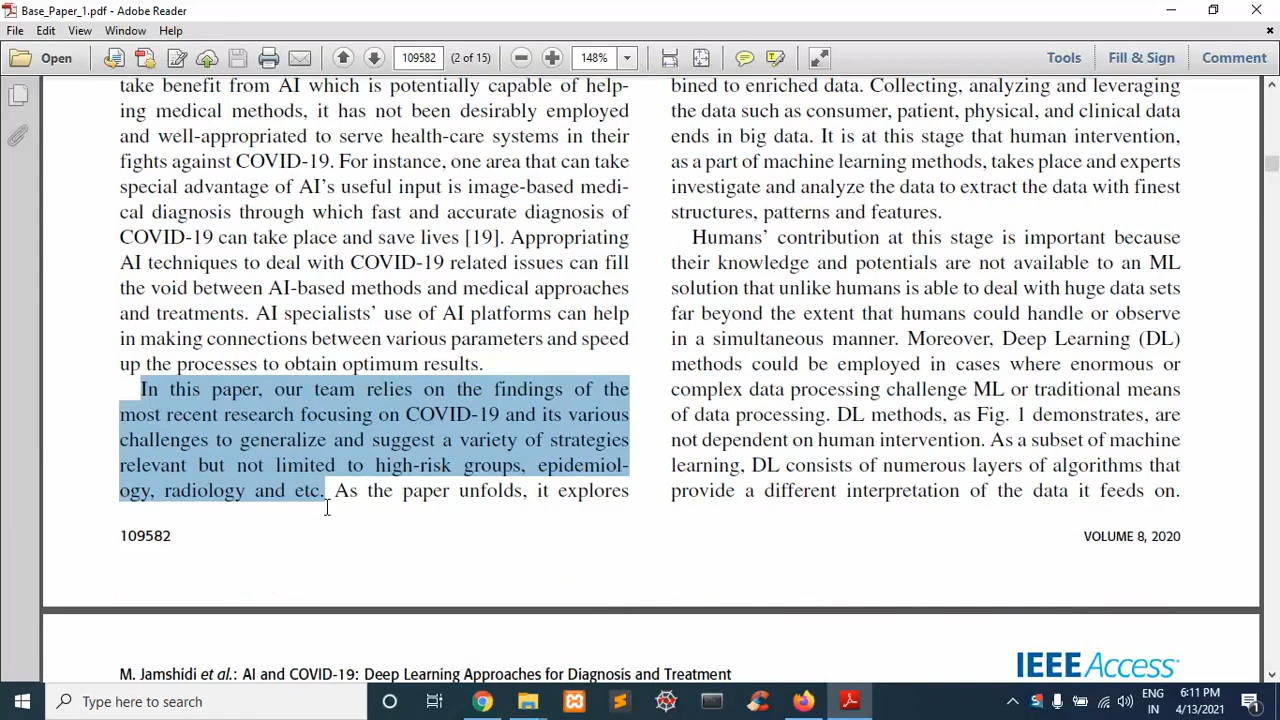 Base_Paper_1.pdf - Adobe Reader
File Edit View Window Help
Open 109582 (2 of 15) 148% Tools Fill & Sign Comment
take benefit from AI which is potentially capable of help-
ing medical methods, it has not been desirably employed
and well-appropriated to serve health-care systems in their
fights against COVID-19. For instance, one area that can take
special advantage of AI's useful input is image-based medi-
cal diagnosis through which fast and accurate diagnosis of
COVID-19 can take place and save lives [19]. Appropriating
AI techniques to deal with COVID-19 related issues can fill
the void between AI-based methods and medical approaches
and treatments. AI specialists' use of AI platforms can help
in making connections between various parameters and speed
up the processes to obtain optimum results.
In this paper, our team relies on the findings of the
most recent research focusing on COVID-19 and its various
challenges to generalize and suggest a variety of strategies
relevant but not limited to high-risk groups, epidemiol-
ogy, radiology and etc. As the paper unfolds, it explores
bined to enriched data. Collecting, analyzing and leveraging
the data such as consumer, patient, physical, and clinical data
ends in big data. It is at this stage that human intervention,
as a part of machine learning methods, takes place and experts
investigate and analyze the data to extract the data with finest
structures, patterns and features.
Humans' contribution at this stage is important because
their knowledge and potentials are not available to an ML
solution that unlike humans is able to deal with huge data sets
far beyond the extent that humans could handle or observe
in a simultaneous manner. Moreover, Deep Learning (DL)
methods could be employed in cases where enormous or
complex data processing challenge ML or traditional means
of data processing. DL methods, as Fig. 1 demonstrates, are
not dependent on human intervention. As a subset of machine
learning, DL consists of numerous layers of algorithms that
provide a different interpretation of the data it feeds on.
109582 VOLUME 8, 2020
M. Jamshidi et al.: AI and COVID-19: Deep Learning Approaches for Diagnosis and Treatment
IEEE Access
Type here to search
ENG 6:11 PM
IN 4/13/2021
1